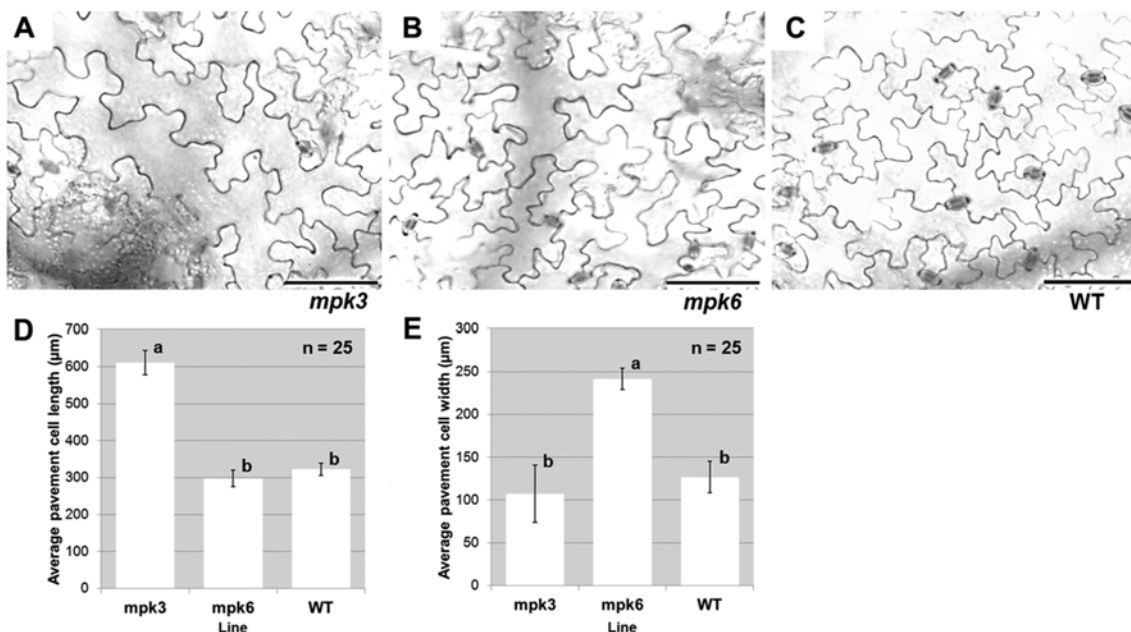 A
B
C
mpk3
mpk6
WT
D
Average pavement cell length (µm)
700
600
500
400
300
200
100
0
a
b
b
n = 25
mpk3
mpk6
WT
Line
E
Average pavement cell width (µm)
300
250
200
150
100
50
0
b
a
b
n = 25
mpk3
mpk6
WT
Line